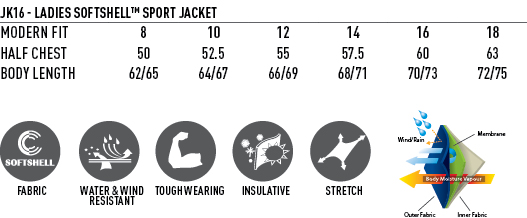 JK16 - LADIES SOFTSHELL™ SPORT JACKET
MODERN FIT 8 10 12 14 16 18
HALF CHEST 50 52.5 55 57.5 60 63
BODY LENGTH 62/65 64/67 66/69 68/71 70/73 72/75
SOFTSHELL
FABRIC
WATER & WIND
RESISTANT
TOUGH WEARING
INSULATIVE
STRETCH
Wind/Rain
Membrane
Body Moisture Vapour
Outer Fabric
Inner Fabric